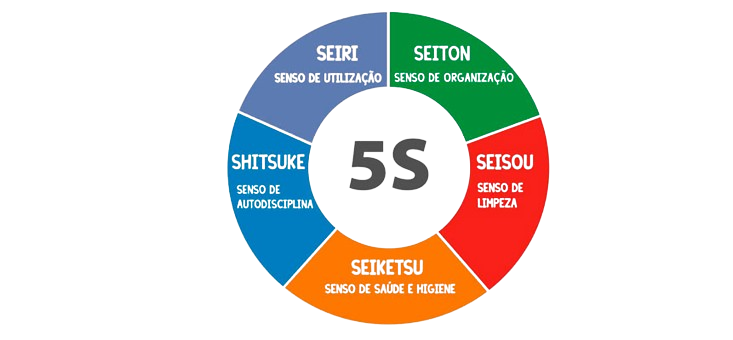 SEIRI
SENSO DE UTILIZAÇÃO
SEITON
SENSO DE ORGANIZAÇÃO
SHITSUKE
SENSO DE
AUTODISCIPLINA
5S
SEISOU
SENSO DE
LIMPEZA
SEIKETSU
SENSO DE SAÚDE E HIGIENE